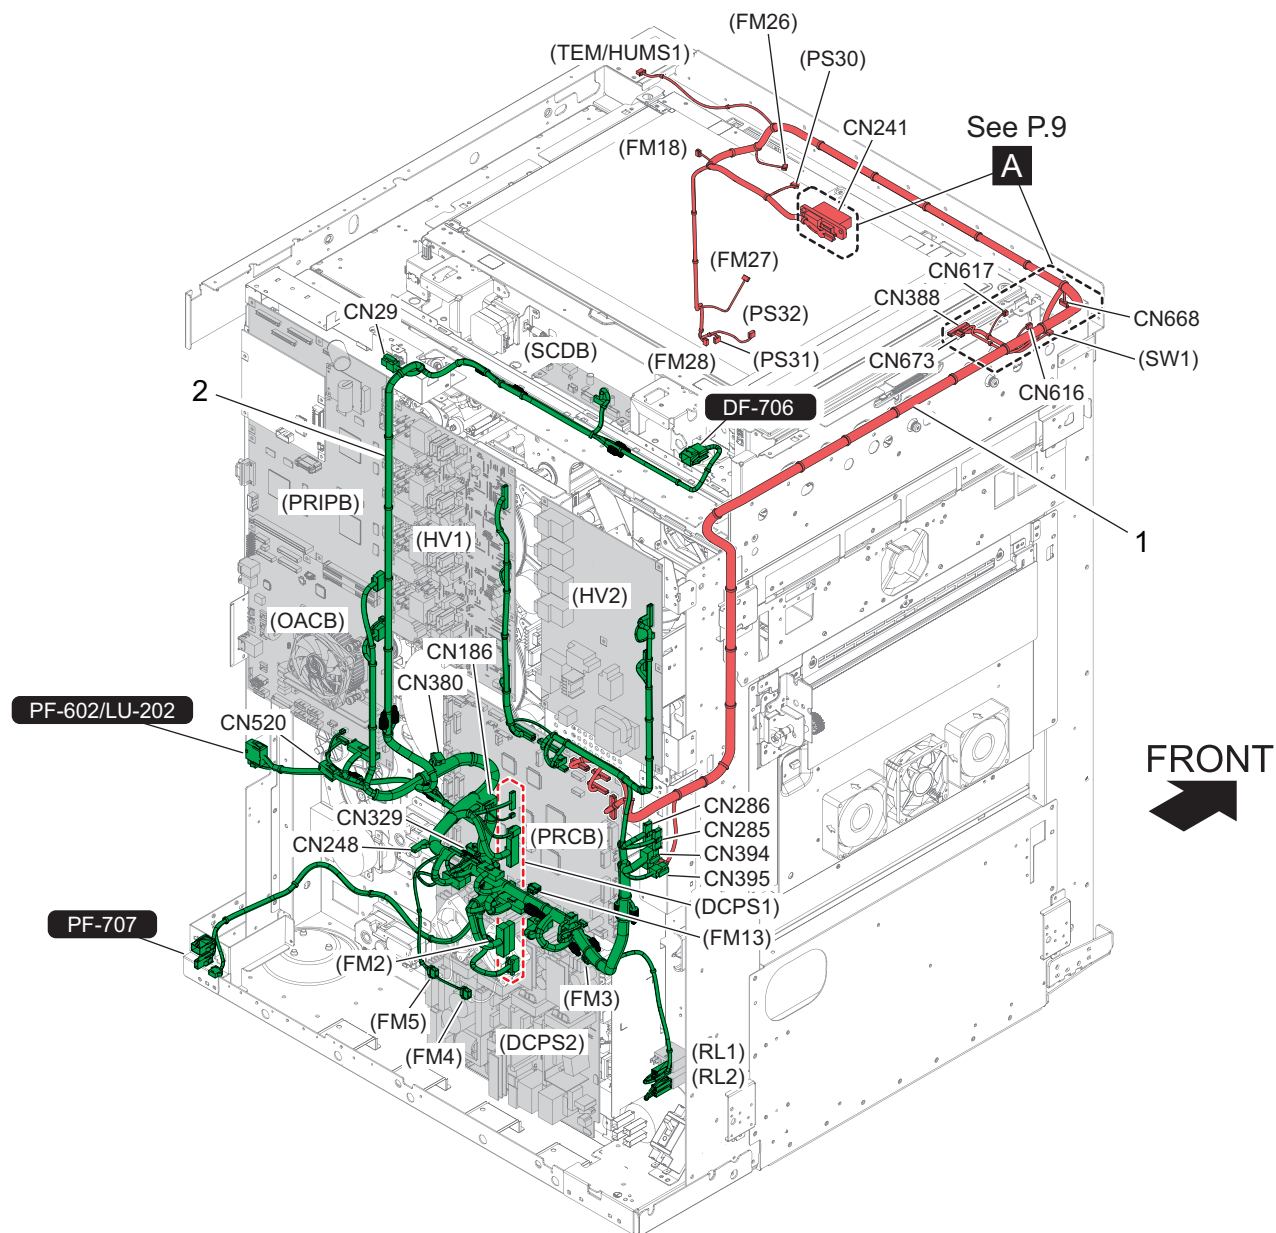 (FM26)
(TEM/HUMS1)
(PS30)
CN241
See P.9
A
(FM18)
(FM27)
CN617
CN388
(PS32)
CN668
CN29
(SCDB)
(FM28)
(PS31)
CN673
(SW1)
CN616
2
DF-706
(PRIPB)
(HV1)
1
(HV2)
(OACB)
CN186
CN380
PF-602/LU-202
CN520
FRONT
CN286
CN329
(PRCB)
CN285
CN248
CN394
CN395
(DCPS1)
PF-707
(FM13)
(FM2)
(FM3)
(FM5)
(FM4)
(DCPS2)
(RL1)
(RL2)